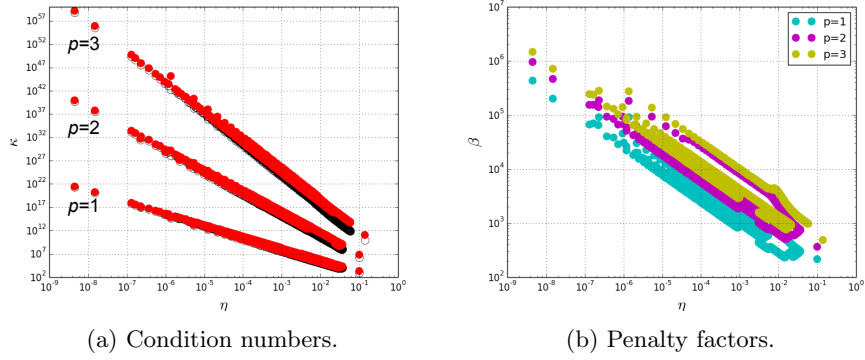 10^57
10^52
10^47
10^42
10^37
10^32
10^27
10^22
10^17
10^12
10^7
10^2
κ
p=3
p=2
p=1
10^-9 10^-8 10^-7 10^-6 10^-5 10^-4 10^-3 10^-2 10^-1 10^0
η
(a) Condition numbers.
10^7
10^6
10^5
10^4
10^3
10^2
β
p=1
p=2
p=3
10^-9 10^-8 10^-7 10^-6 10^-5 10^-4 10^-3 10^-2 10^-1 10^0
η
(b) Penalty factors.